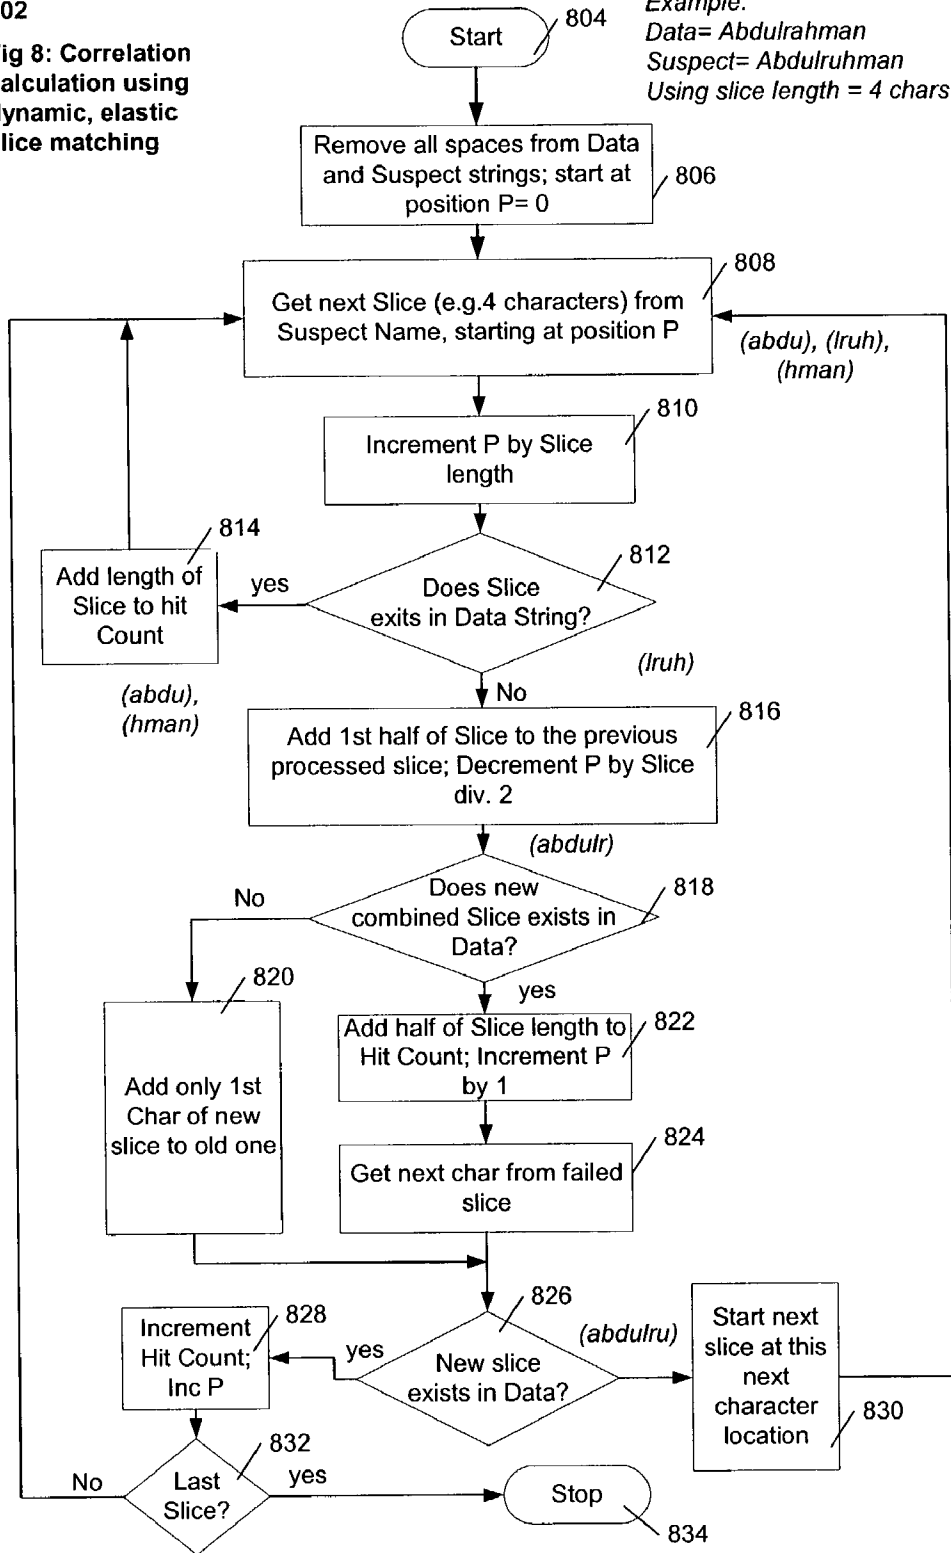 02
ig 8: Correlation
alculation using
lynamic, elastic
lice matching
Start
804
Example:
Data= Abdulrahman
Suspect= Abdulruhman
Using slice length = 4 chars
Remove all spaces from Data
and Suspect strings; start at
position P= 0
806
808
Get next Slice (e.g.4 characters) from
Suspect Name, starting at position P
(abdu), (lruh),
(hman)
810
Increment P by Slice
length
814
Add length of
Slice to hit
Count
yes
812
Does Slice
exits in Data String?
(lruh)
(abdu),
(hman)
No
816
Add 1st half of Slice to the previous
processed slice; Decrement P by Slice
div. 2
(abdulr)
No
818
Does new
combined Slice exists in
Data?
820
yes
Add only 1st
Char of new
slice to old one
822
Add half of Slice length to
Hit Count; Increment P
by 1
824
Get next char from failed
slice
828
Increment
Hit Count;
Inc P
yes
826
New slice
exists in Data?
(abdulru)
Start next
slice at this
next
character
location
830
832
Last
Slice?
No
yes
Stop
834